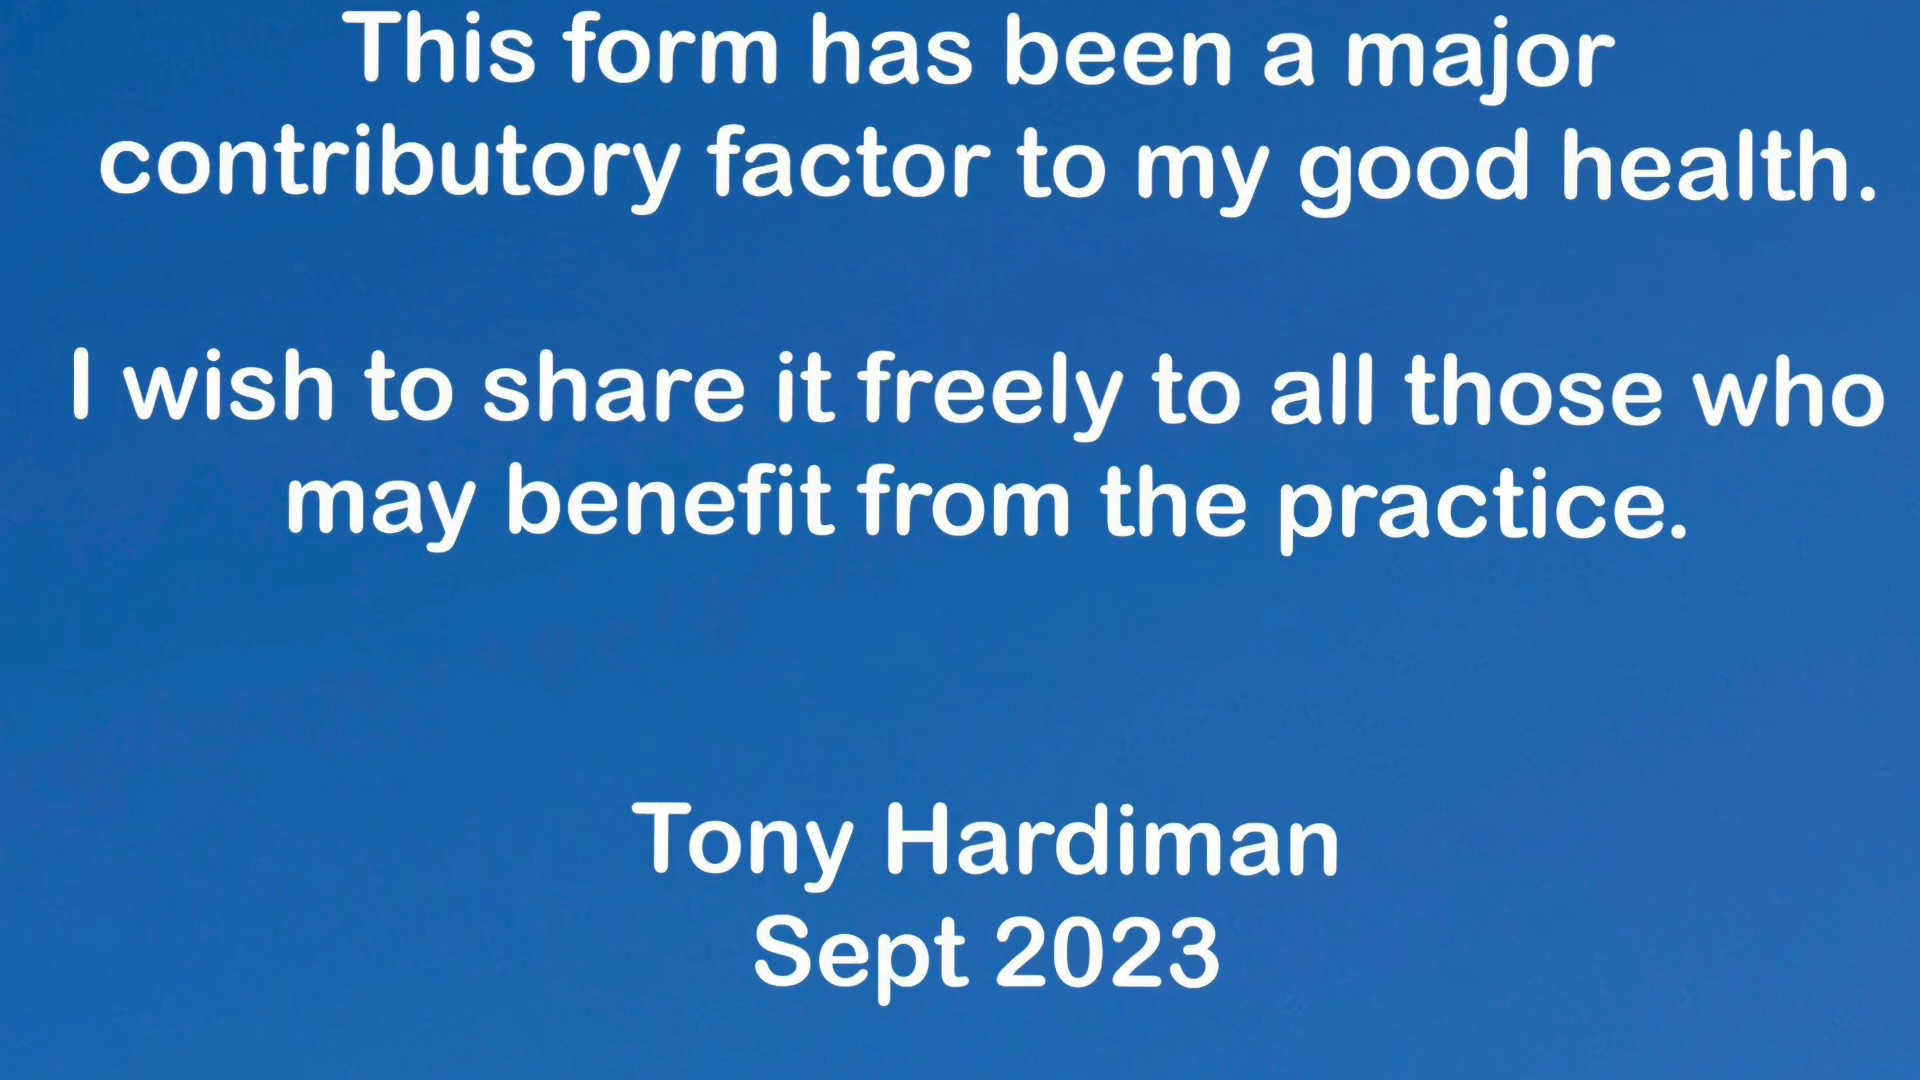 This form has been a major
contributory factor to my good health.
I wish to share it freely to all those who
may benefit from the practice.
Tony Hardiman
Sept 2023